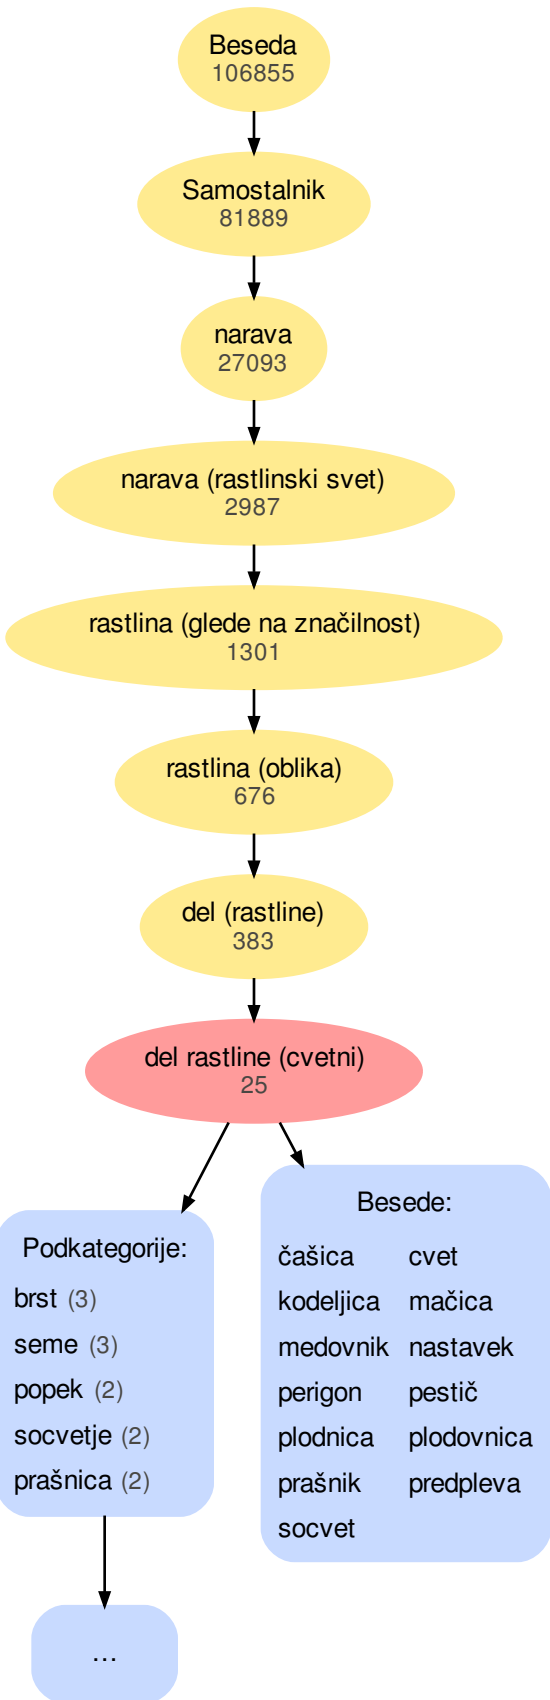 Beseda
106855
Samostalnik
81889
narava
27093
narava (rastlinski svet)
2987
rastlina (glede na značilnost)
1301
rastlina (oblika)
676
del (rastline)
383
del rastline (cvetni)
25
Podkategorije:
brst (3)
seme (3)
popek (2)
socvetje (2)
prašnica (2)
...
Besede:
čašica cvet
kodeljica mačica
medovnik nastavek
perigon pestič
plodnica plodovnica
prašnik predpleva
socvet